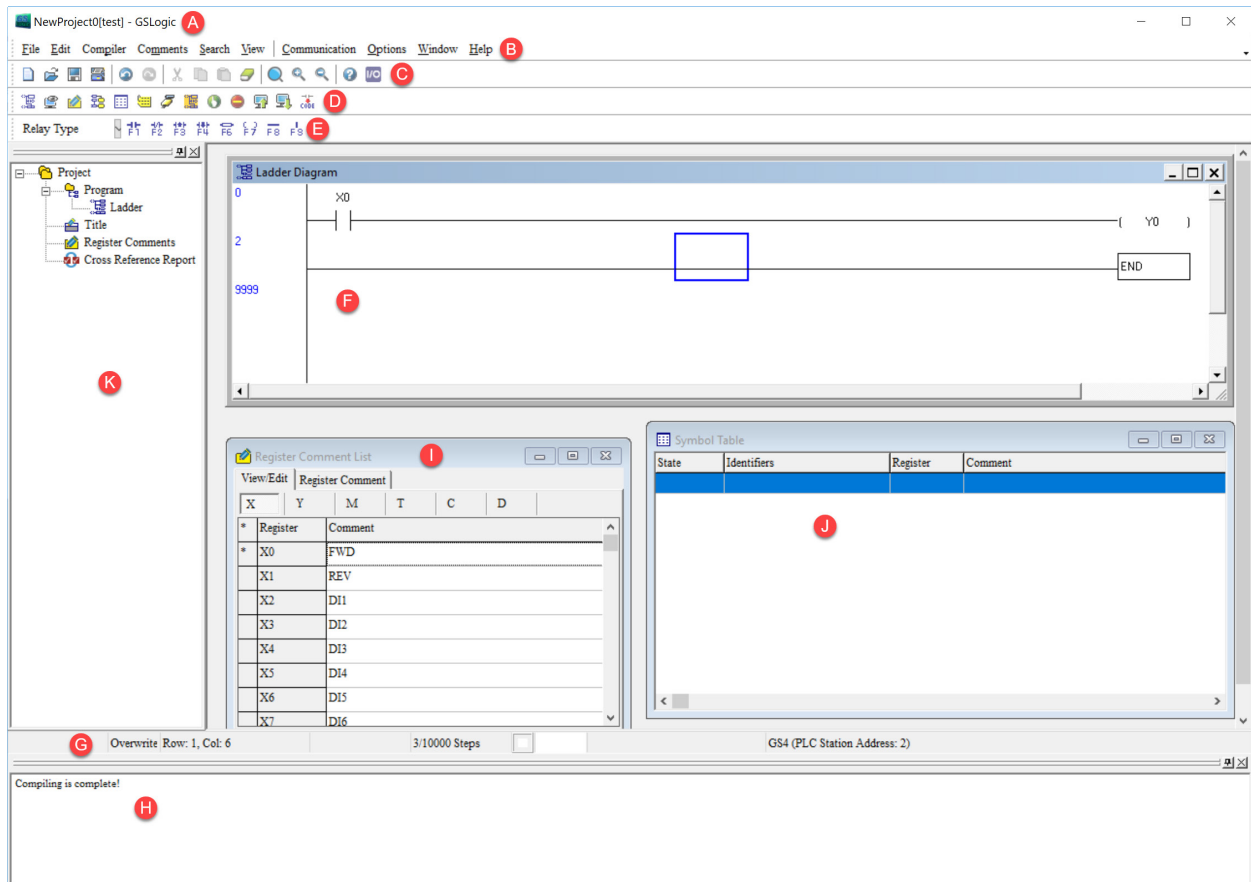 NewProject0[test] - GSLogic A
File Edit Compiler Comments Search View Communication Options Window Help B
I/O C
CODE D
Relay Type F1 F2 F3 F4 F6 F7 F8 F9 E
Project
Program
Ladder
Title
Register Comments
Cross Reference Report
K
Ladder Diagram
0
X0
Y0
2
END
9999
F
Register Comment List I
View/Edit Register Comment
X Y M T C D
* Register Comment
* X0 FWD
X1 REV
X2 DI1
X3 DI2
X4 DI3
X5 DI4
X6 DI5
X7 DI6
Symbol Table
State Identifiers Register Comment
J
G Overwrite Row: 1, Col: 6 3/10000 Steps GS4 (PLC Station Address: 2)
Compiling is complete!
H